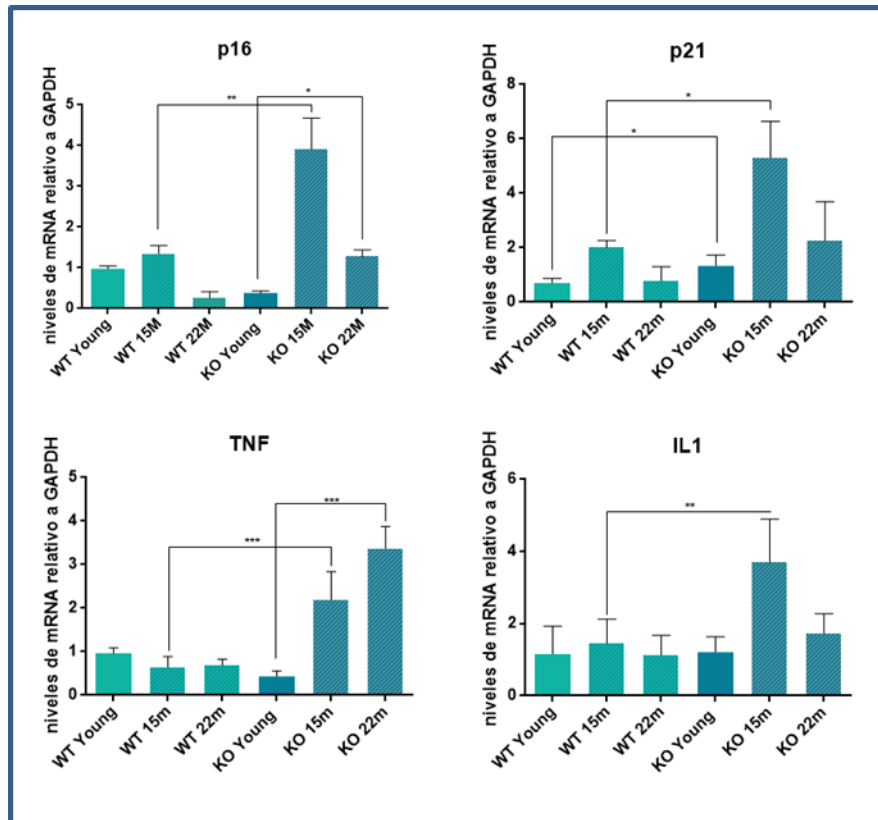 p16
niveles de mRNA relativo a GAPDH
5
4
3
2
1
0
**
*
WT Young
WT 15M
WT 22M
KO Young
KO 15M
KO 22M
p21
niveles de mRNA relativo a GAPDH
8
6
4
2
0
*
*
WT Young
WT 15m
WT 22m
KO Young
KO 15m
KO 22m
TNF
niveles de mRNA relativo a GAPDH
5
4
3
2
1
0
***
***
WT Young
WT 15m
WT 22m
KO Young
KO 15m
KO 22m
IL1
niveles de mRNA relativo a GAPDH
6
4
2
0
**
WT Young
WT 15m
WT 22m
KO Young
KO 15m
KO 22m